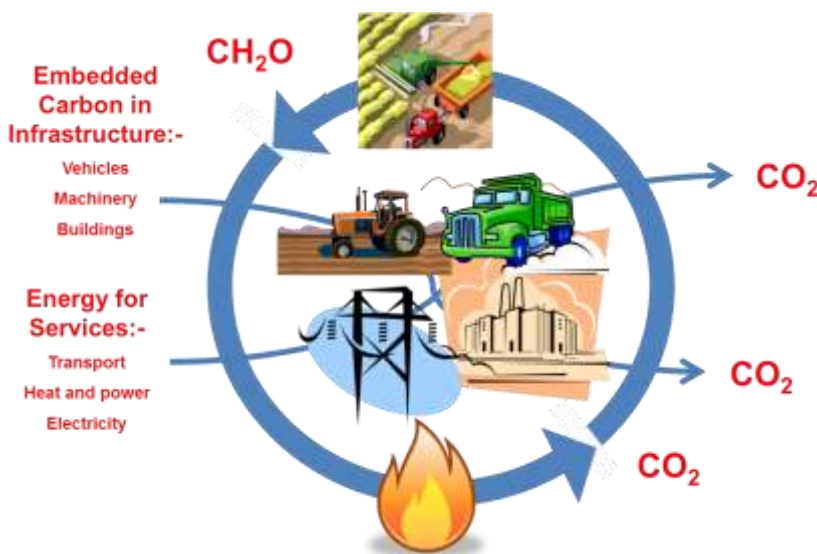 CH₂O
Embedded
Carbon in
Infrastructure:-
Vehicles
Machinery
Buildings
CO₂
Energy for
Services:-
Transport
Heat and power
Electricity
CO₂
CO₂